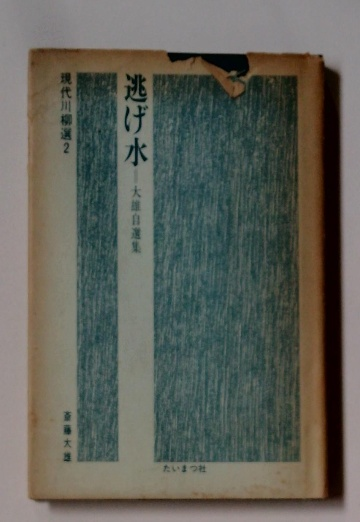 現代川柳選2
逃げ水
大雄自選集
斎藤大雄
たいまつ社